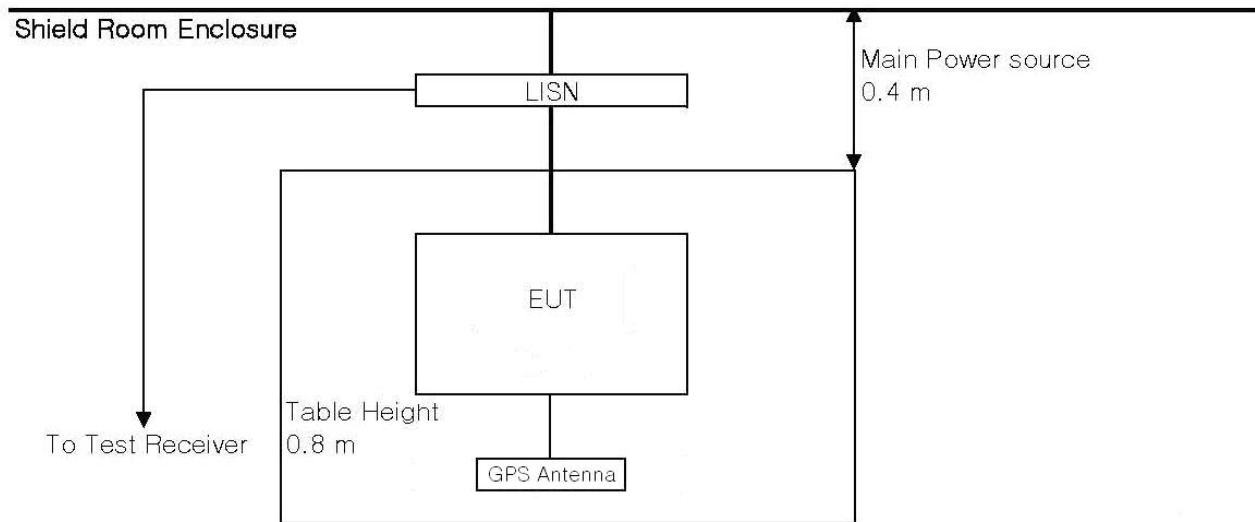 Shield Room Enclosure
LISN
Main Power source
0.4 m
EUT
Table Height
0.8 m
To Test Receiver
GPS Antenna